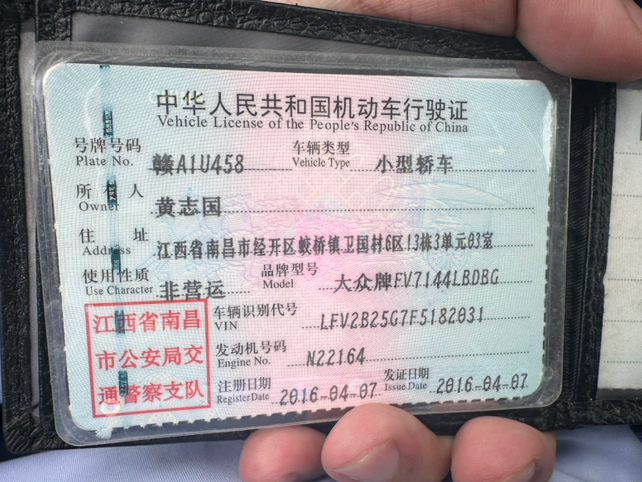 中华人民共和国机动车行驶证
Vehicle License of the People's Republic of China
号牌号码 赣A1U458 车辆类型 小型轿车
Plate No. Vehicle Type
所有人 黄志国
Owner
住址 江西省南昌市经开区蛟桥镇卫国村6区13栋3单元03室
Address
使用性质 非营运 品牌型号 大众牌FV7144LBDBG
Use Character Model
江西省南昌
市公安局交
通警察支队
车辆识别代号 LFV2B25G7F5182031
VIN
发动机号码 N22164
Engine No.
注册日期 2016-04-07 发证日期 2016-04-07
Register Date Issue Date